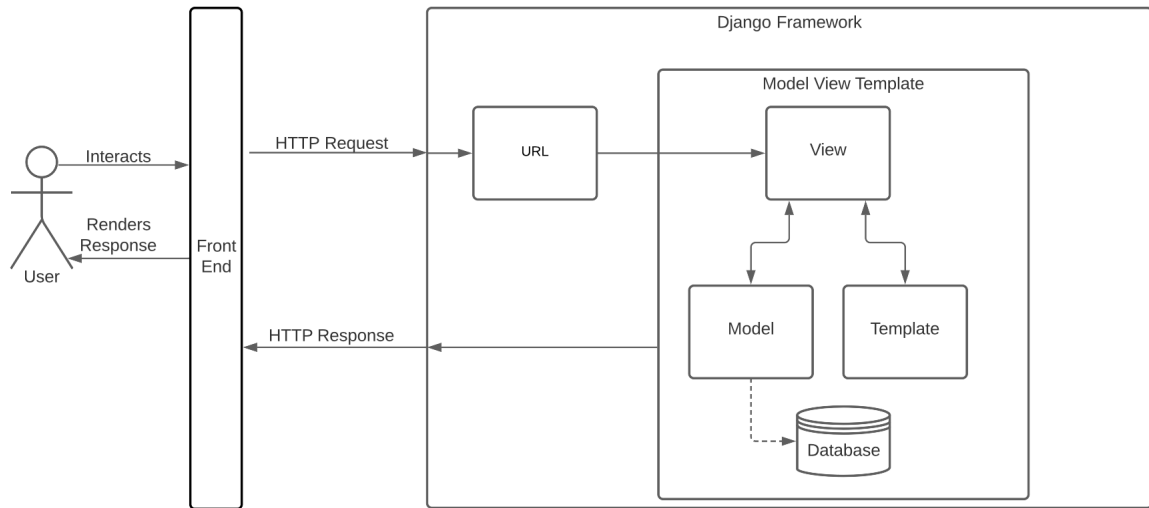 Django Framework
Model View Template
HTTP Request
URL
View
Interacts
Renders
Response
Front
End
User
HTTP Response
Model
Template
Database